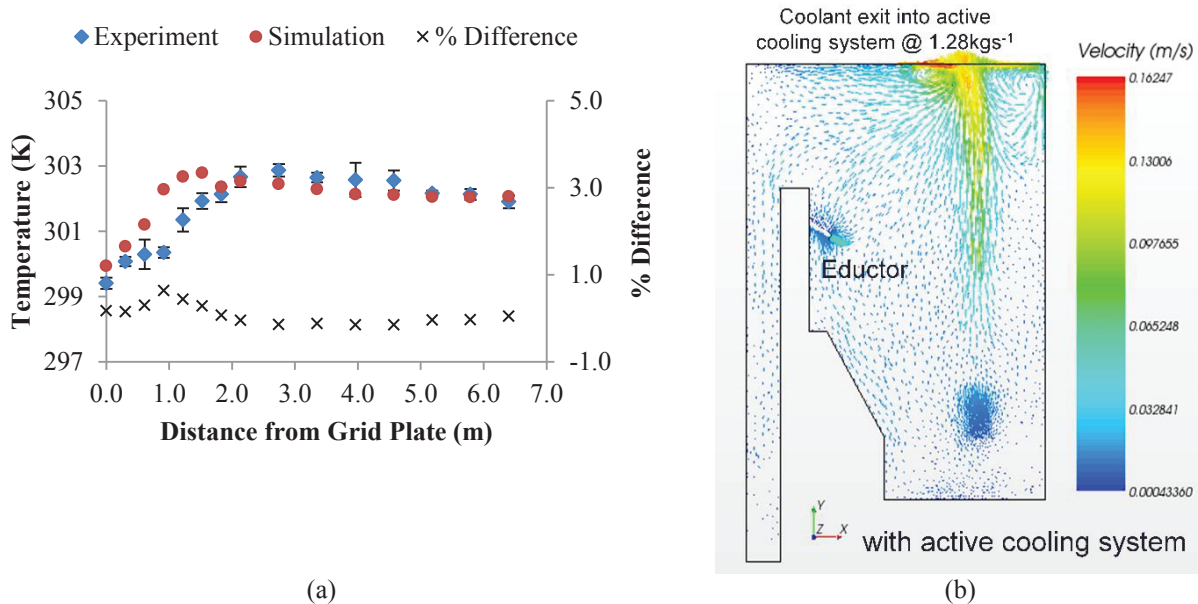 Experiment Simulation % Difference
305
303
301
299
297
Temperature (K)
5.0
3.0
1.0
-1.0
% Difference
0.0 1.0 2.0 3.0 4.0 5.0 6.0 7.0
Distance from Grid Plate (m)
(a)
Coolant exit into active
cooling system @ 1.28kgs⁻¹
Velocity (m/s)
0.16247
0.13006
0.097655
0.065248
0.032841
0.00043360
Eductor
Y
Z X
with active cooling system
(b)